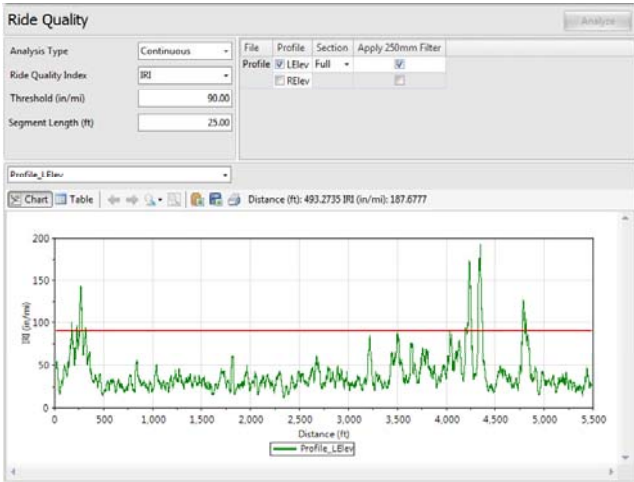 Ride Quality
Analyze
Analysis Type Continuous
Ride Quality Index IRI
Threshold (in/mi) 90.00
Segment Length (ft) 25.00
File Profile Section Apply 250mm Filter
Profile LElev Full
RElev
Profile_LElev
Chart Table Distance (ft): 493.2735 IRI (in/mi): 187.6777
200
150
100
50
0
IRI (in/mi)
0 500 1,000 1,500 2,000 2,500 3,000 3,500 4,000 4,500 5,000 5,500
Distance (ft)
Profile_LElev